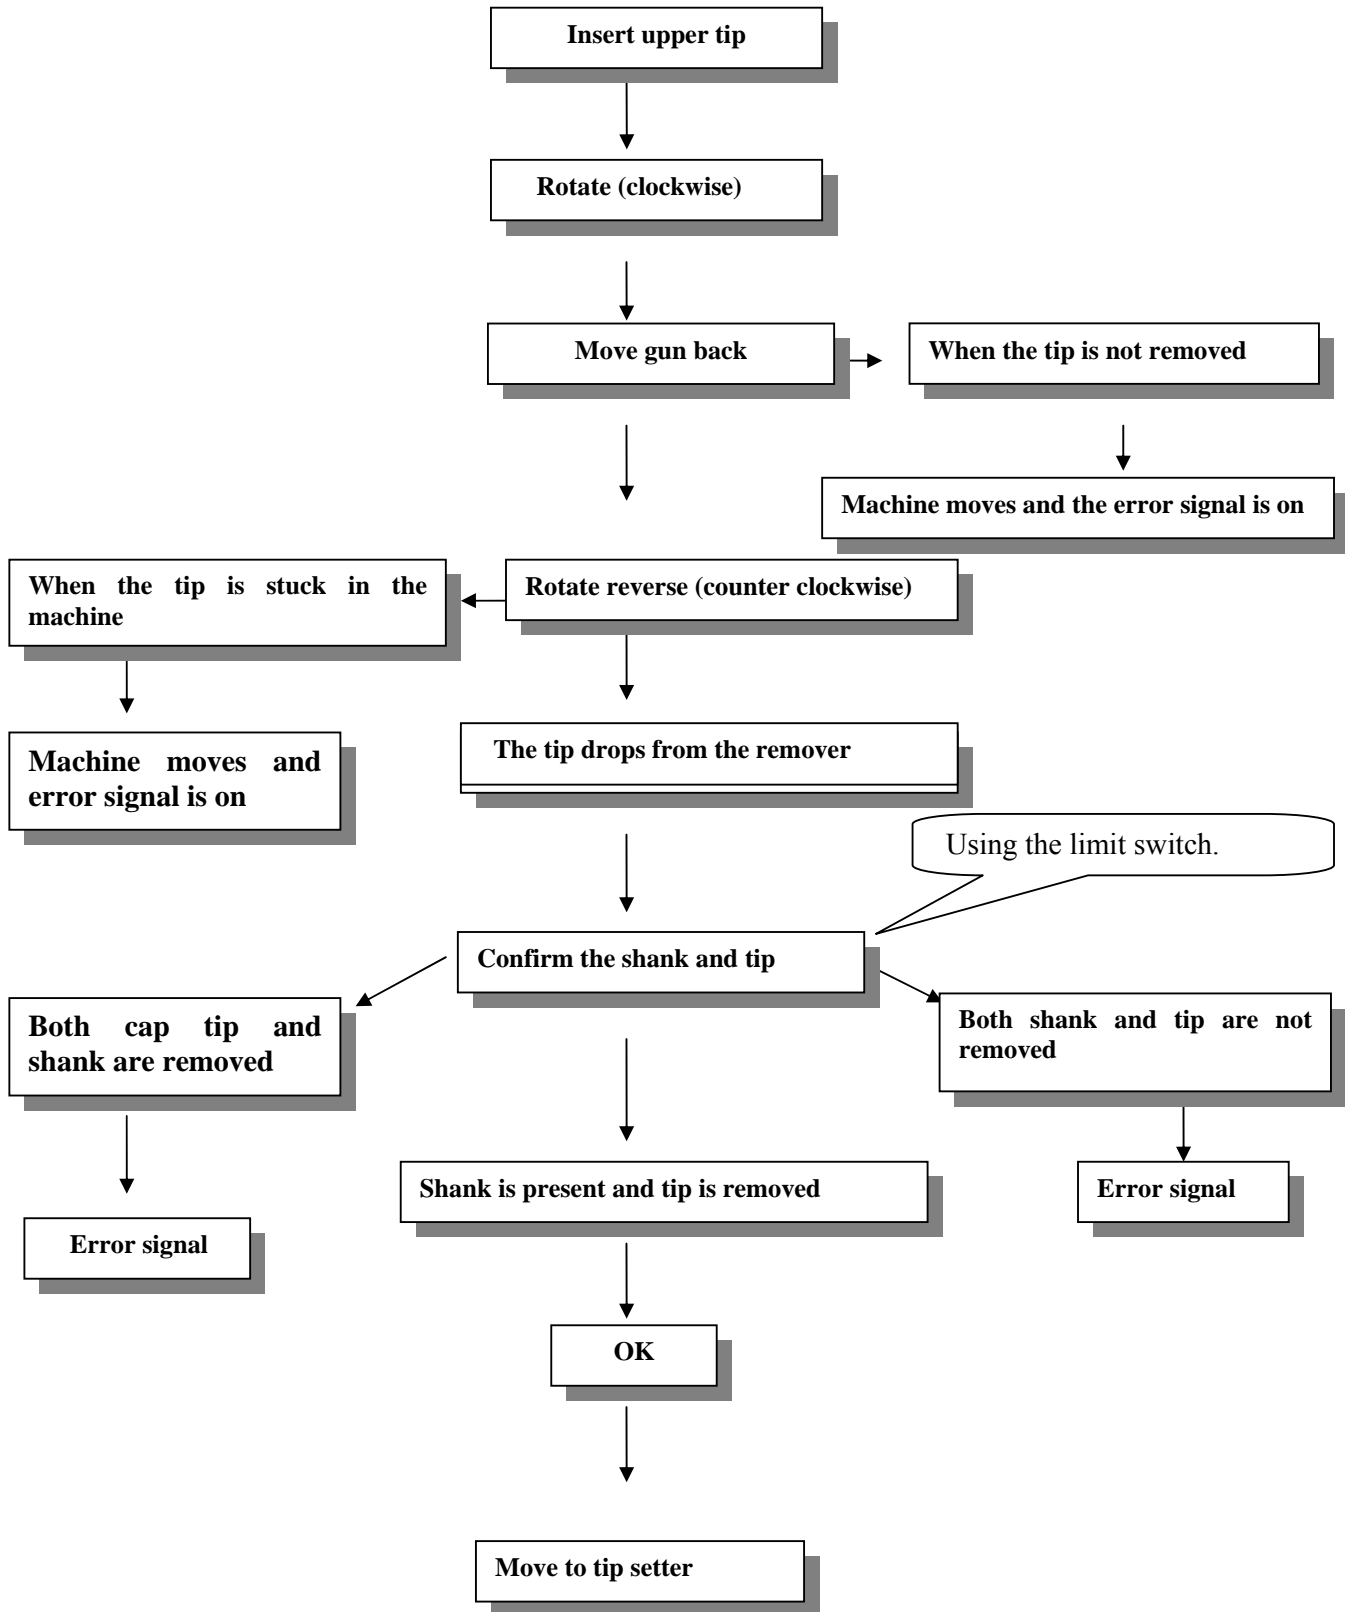 Insert upper tip
Rotate (clockwise)
Move gun back
When the tip is not removed
Machine moves and the error signal is on
When the tip is stuck in the
machine
Rotate reverse (counter clockwise)
Machine moves and
error signal is on
The tip drops from the remover
Using the limit switch.
Confirm the shank and tip
Both cap tip and
shank are removed
Both shank and tip are not
removed
Shank is present and tip is removed
Error signal
Error signal
OK
Move to tip setter